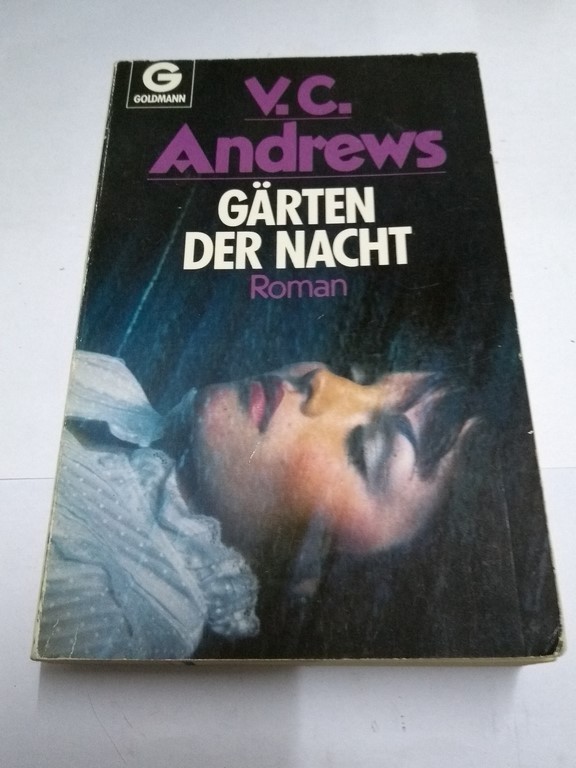 G
GOLDMANN
V.C.
Andrews
GÄRTEN
DER NACHT
Roman